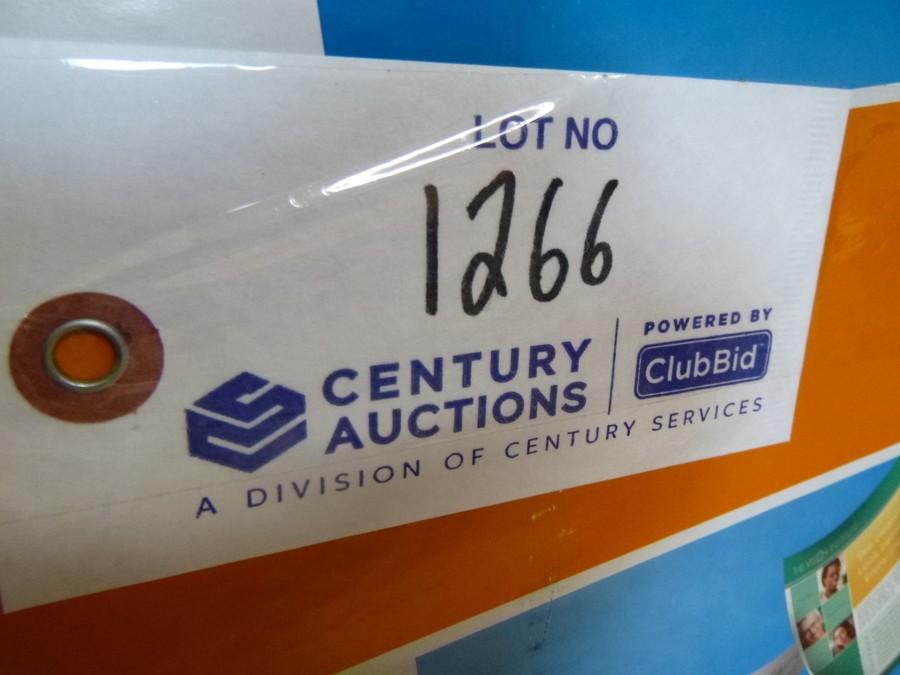 LOT NO
1266
CENTURY
AUCTIONS
POWERED BY
ClubBid
A DIVISION OF CENTURY SERVICES